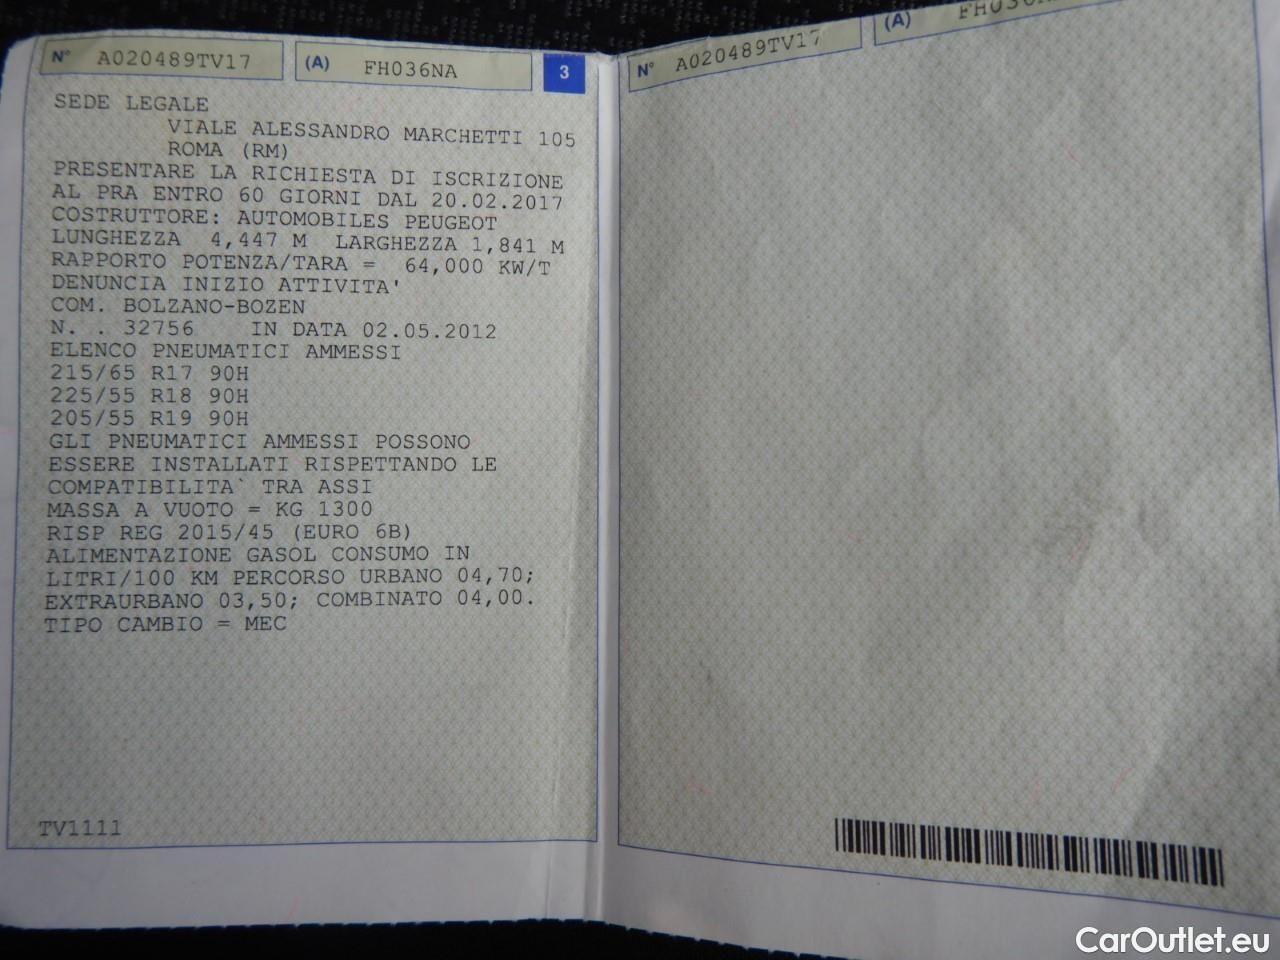 N° A020489TV17 (A) FH036NA 3
SEDE LEGALE
VIALE ALESSANDRO MARCHETTI 105
ROMA (RM)
PRESENTARE LA RICHIESTA DI ISCRIZIONE
AL PRA ENTRO 60 GIORNI DAL 20.02.2017
COSTRUTTORE: AUTOMOBILES PEUGEOT
LUNGHEZZA 4,447 M LARGHEZZA 1,841 M
RAPPORTO POTENZA/TARA = 64,000 KW/T
DENUNCIA INIZIO ATTIVITA'
COM. BOLZANO-BOZEN
N. . 32756 IN DATA 02.05.2012
ELENCO PNEUMATICI AMMESSI
215/65 R17 90H
225/55 R18 90H
205/55 R19 90H
GLI PNEUMATICI AMMESSI POSSONO
ESSERE INSTALLATI RISPETTANDO LE
COMPATIBILITA` TRA ASSI
MASSA A VUOTO = KG 1300
RISP REG 2015/45 (EURO 6B)
ALIMENTAZIONE GASOL CONSUMO IN
LITRI/100 KM PERCORSO URBANO 04,70;
EXTRAURBANO 03,50; COMBINATO 04,00.
TIPO CAMBIO = MEC
TV1111
N° A020489TV17 (A)
CarOutlet.eu